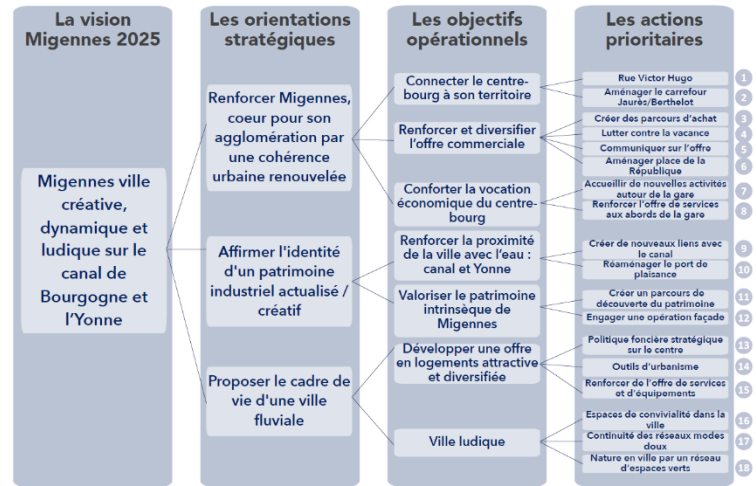 La vision
Migennes 2025
Les orientations
stratégiques
Les objectifs
opérationnels
Les actions
prioritaires
Migennes ville
créative,
dynamique et
ludique sur le
canal de
Bourgogne et
l'Yonne
Renforcer Migennes,
coeur pour son
agglomération par
une cohérence
urbaine renouvelée
Affirmer l'identité
d'un patrimoine
industriel actualisé /
créatif
Proposer le cadre de
vie d'une ville
fluviale
Connecter le centre-
bourg à son territoire
Renforcer et diversifier
l'offre commerciale
Conforter la vocation
économique du centre-
bourg
Renforcer la proximité
de la ville avec l'eau :
canal et Yonne
Valoriser le patrimoine
intrinsèque de
Migennes
Développer une offre
en logements attractive
et diversifiée
Ville ludique
Rue Victor Hugo
1
Aménager le carrefour
Jaurès/Berthelot
2
Créer des parcours d'achat
3
Lutter contre la vacance
4
Communiquer sur l'offre
5
Aménager place de la
République
6
Accueillir de nouvelles activités
autour de la gare
7
Renforcer l'offre de services
aux abords de la gare
8
Créer de nouveaux liens avec
le canal
9
Réaménager le port de
plaisance
10
Créer un parcours de
découverte du patrimoine
11
Engager une opération façade
12
Politique foncière stratégique
sur le centre
13
Outils d'urbanisme
14
Renforcer de l'offre de services
et d'équipements
15
Espaces de convivialité dans la
ville
16
Continuité des réseaux modes
doux
17
Nature en ville par un réseau
d'espaces verts
18